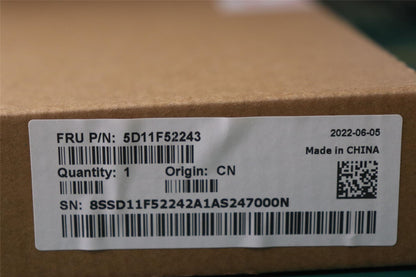 FRU P/N: 5D11F52243
2022-06-05
Made in CHINA
Quantity: 1
Origin: CN
SN: 8SSD11F52242A1AS247000N